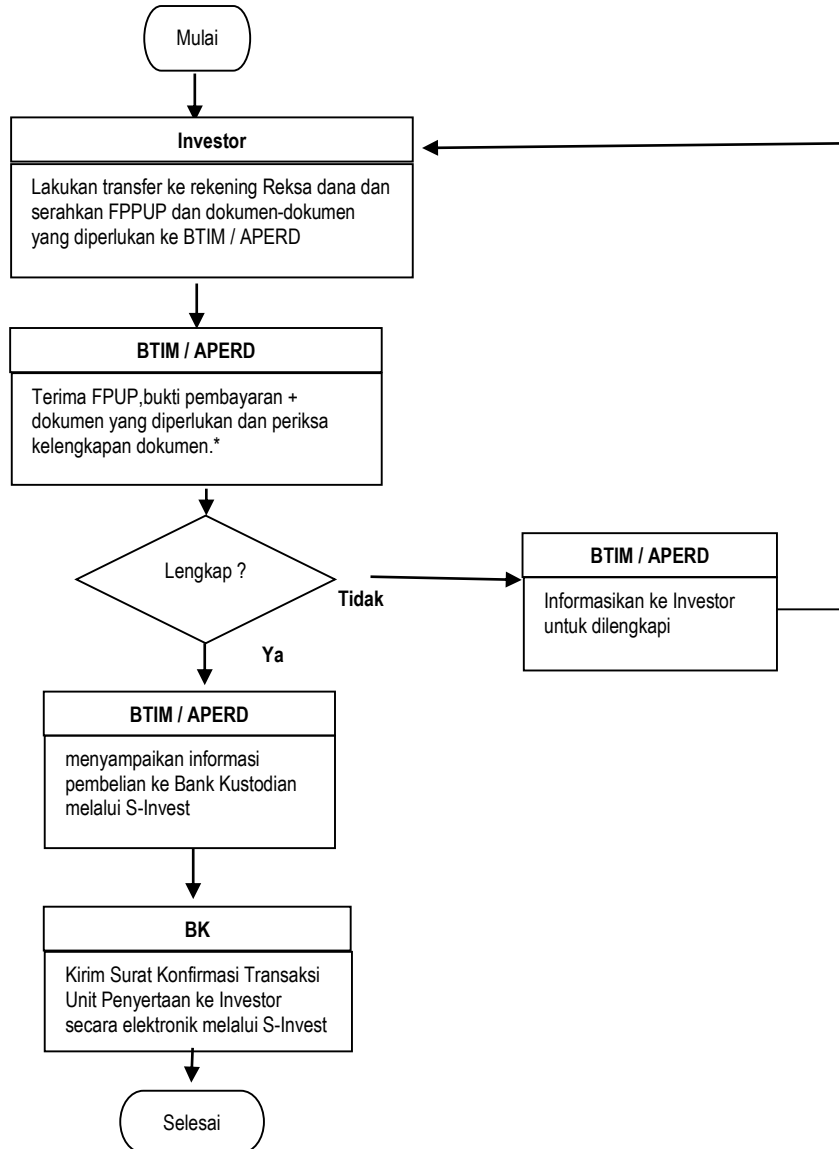 Mulai
Investor
Lakukan transfer ke rekening Reksa dana dan
serahkan FPPUP dan dokumen-dokumen
yang diperlukan ke BTIM / APERD
BTIM / APERD
Terima FPUP,bukti pembayaran +
dokumen yang diperlukan dan periksa
kelengkapan dokumen.*
Lengkap ?
Tidak
BTIM / APERD
Informasikan ke Investor
untuk dilengkapi
Ya
BTIM / APERD
menyampaikan informasi
pembelian ke Bank Kustodian
melalui S-Invest
BK
Kirim Surat Konfirmasi Transaksi
Unit Penyertaan ke Investor
secara elektronik melalui S-Invest
Selesai